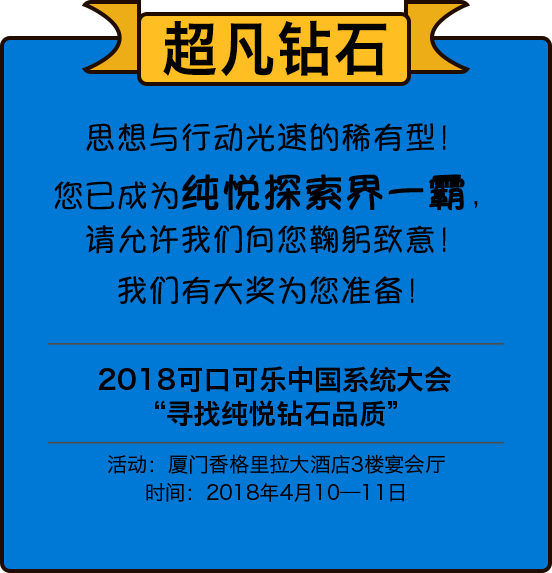 超凡钻石
思想与行动光速的稀有型！
您已成为纯悦探索界一霸，
请允许我们向您鞠躬致意！
我们有大奖为您准备！
2018可口可乐中国系统大会
“寻找纯悦钻石品质”
活动：厦门香格里拉大酒店3楼宴会厅
时间：2018年4月10—11日